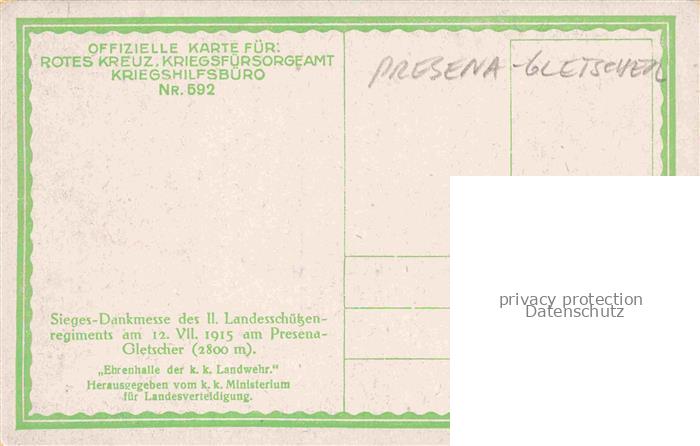 OFFIZIELLE KARTE FÜR:
ROTES KREUZ, KRIEGSFÜRSORGEAMT
KRIEGSHILFSBÜRO
NR. 592
PRESENA-GLETSCHER
Sieges-Dankmesse des II. Landesschützen-
regiments am 12. VII. 1915 am Presena-
Gletscher (2800 m).
„Ehrenhalle der k. k. Landwehr."
Herausgegeben vom k. k. Ministerium
für Landesverteidigung.
privacy protection
Datenschutz